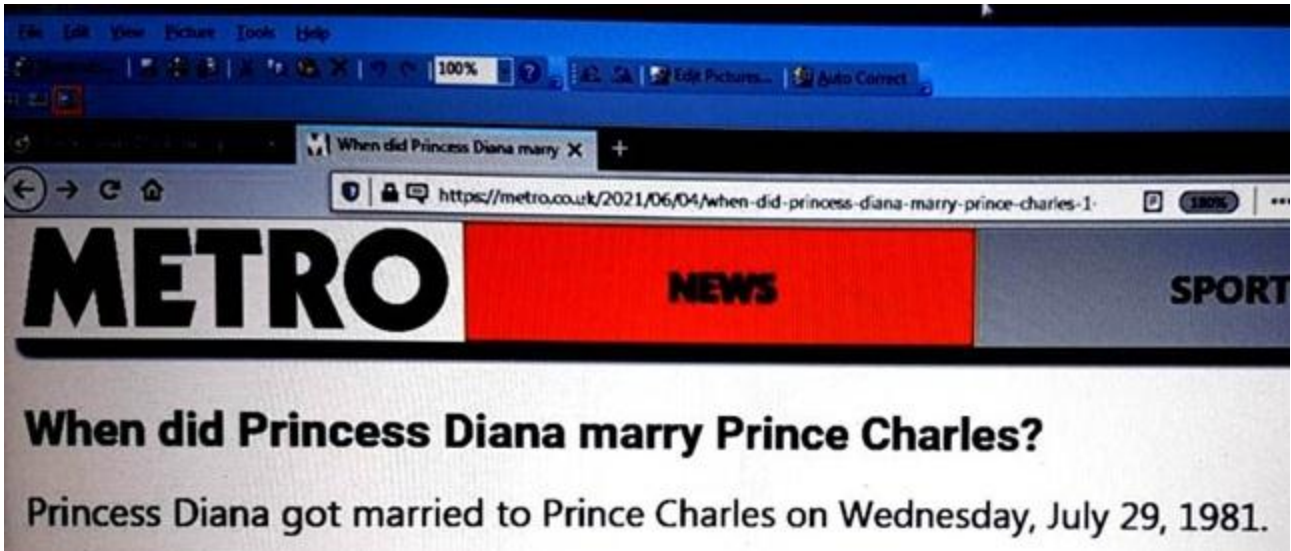 File Edit View Picture Tools Help
100% Edit Pictures... Auto Correct
When did Princess Diana marry
https://metro.co.uk/2021/06/04/when-did-princess-diana-marry-prince-charles-1-
METRO NEWS SPORT
When did Princess Diana marry Prince Charles?
Princess Diana got married to Prince Charles on Wednesday, July 29, 1981.